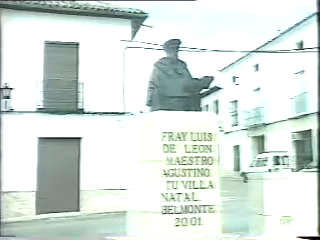 FRAY LUIS
DE LEON
MAESTRO
AGUSTINO.
TU VILLA
NATAL.
BELMONTE
2001